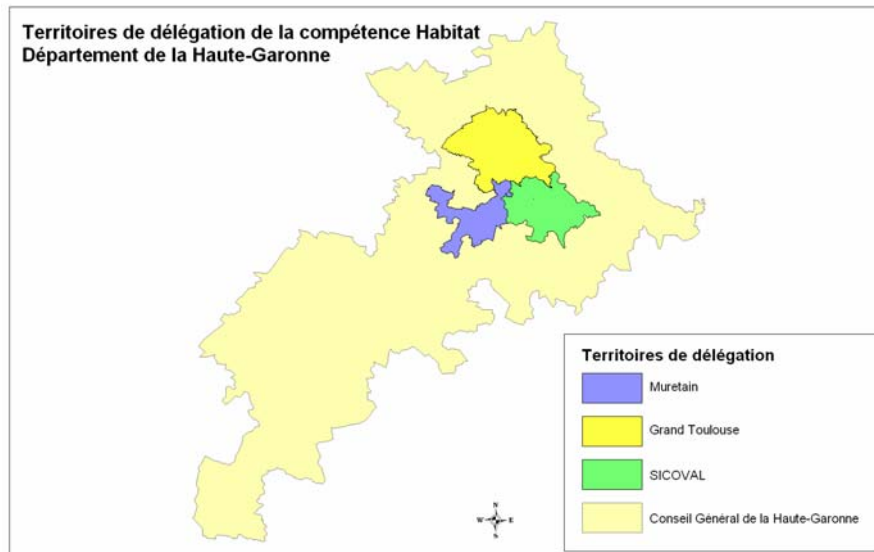 Territoires de délégation de la compétence Habitat
Département de la Haute-Garonne
Territoires de délégation
Muretain
Grand Toulouse
SICOVAL
Conseil Général de la Haute-Garonne
N
W E
S